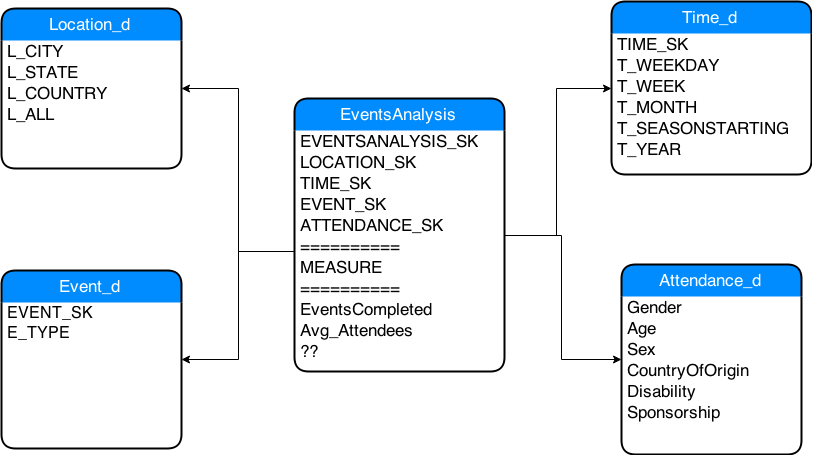 Location_d
L_CITY
L_STATE
L_COUNTRY
L_ALL
Time_d
TIME_SK
T_WEEKDAY
T_WEEK
T_MONTH
T_SEASONSTARTING
T_YEAR
EventsAnalysis
EVENTSANALYSIS_SK
LOCATION_SK
TIME_SK
EVENT_SK
ATTENDANCE_SK
==========
MEASURE
==========
EventsCompleted
Avg_Attendees
??
Event_d
EVENT_SK
E_TYPE
Attendance_d
Gender
Age
Sex
CountryOfOrigin
Disability
Sponsorship